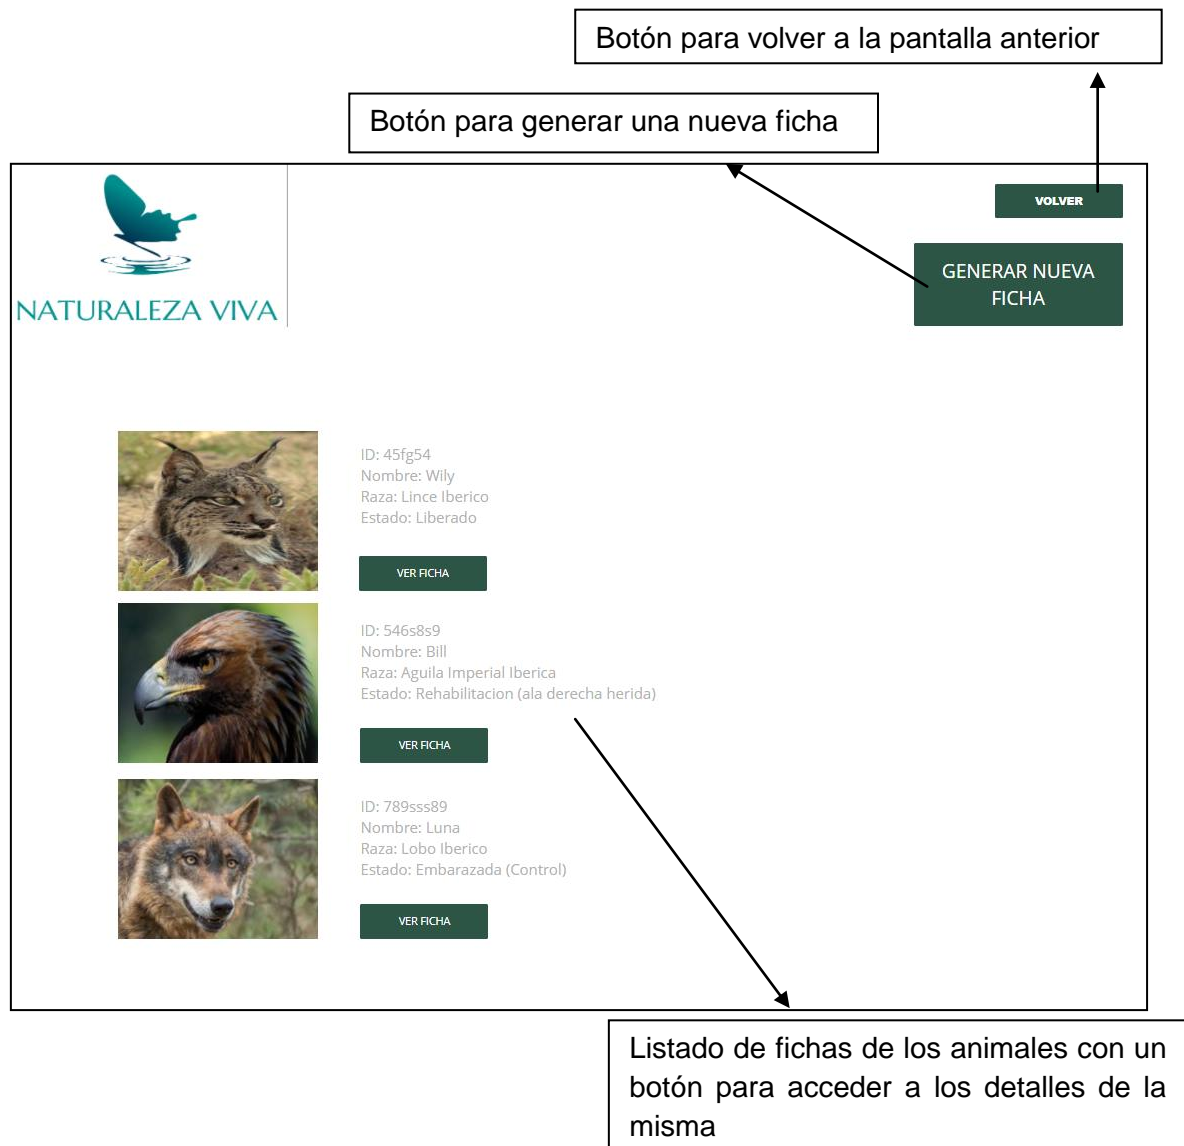 Botón para volver a la pantalla anterior
Botón para generar una nueva ficha
VOLVER
GENERAR NUEVA
FICHA
NATURALEZA VIVA
ID: 45fg54
Nombre: Wily
Raza: Lince Iberico
Estado: Liberado
VER FICHA
ID: 546s8s9
Nombre: Bill
Raza: Aguila Imperial Iberica
Estado: Rehabilitacion (ala derecha herida)
VER FICHA
ID: 789sss89
Nombre: Luna
Raza: Lobo Iberico
Estado: Embarazada (Control)
VER FICHA
Listado de fichas de los animales con un
botón para acceder a los detalles de la
misma